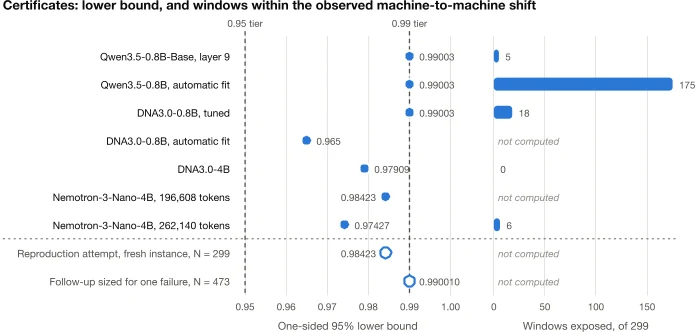 Certificates: lower bound, and windows within the observed machine-to-machine shift
0.95 tier 0.99 tier
Qwen3.5-0.8B-Base, layer 9 0.99003 5
Qwen3.5-0.8B, automatic fit 0.99003 175
DNA3.0-0.8B, tuned 0.99003 18
DNA3.0-0.8B, automatic fit 0.965 not computed
DNA3.0-4B 0.97909 0
Nemotron-3-Nano-4B, 196,608 tokens 0.98423 not computed
Nemotron-3-Nano-4B, 262,140 tokens 0.97427 6
Reproduction attempt, fresh instance, N = 299 0.98423 not computed
Follow-up sized for one failure, N = 473 0.990010 not computed
0.95 0.96 0.97 0.98 0.99 1.00 0 50 100 150
One-sided 95% lower bound Windows exposed, of 299